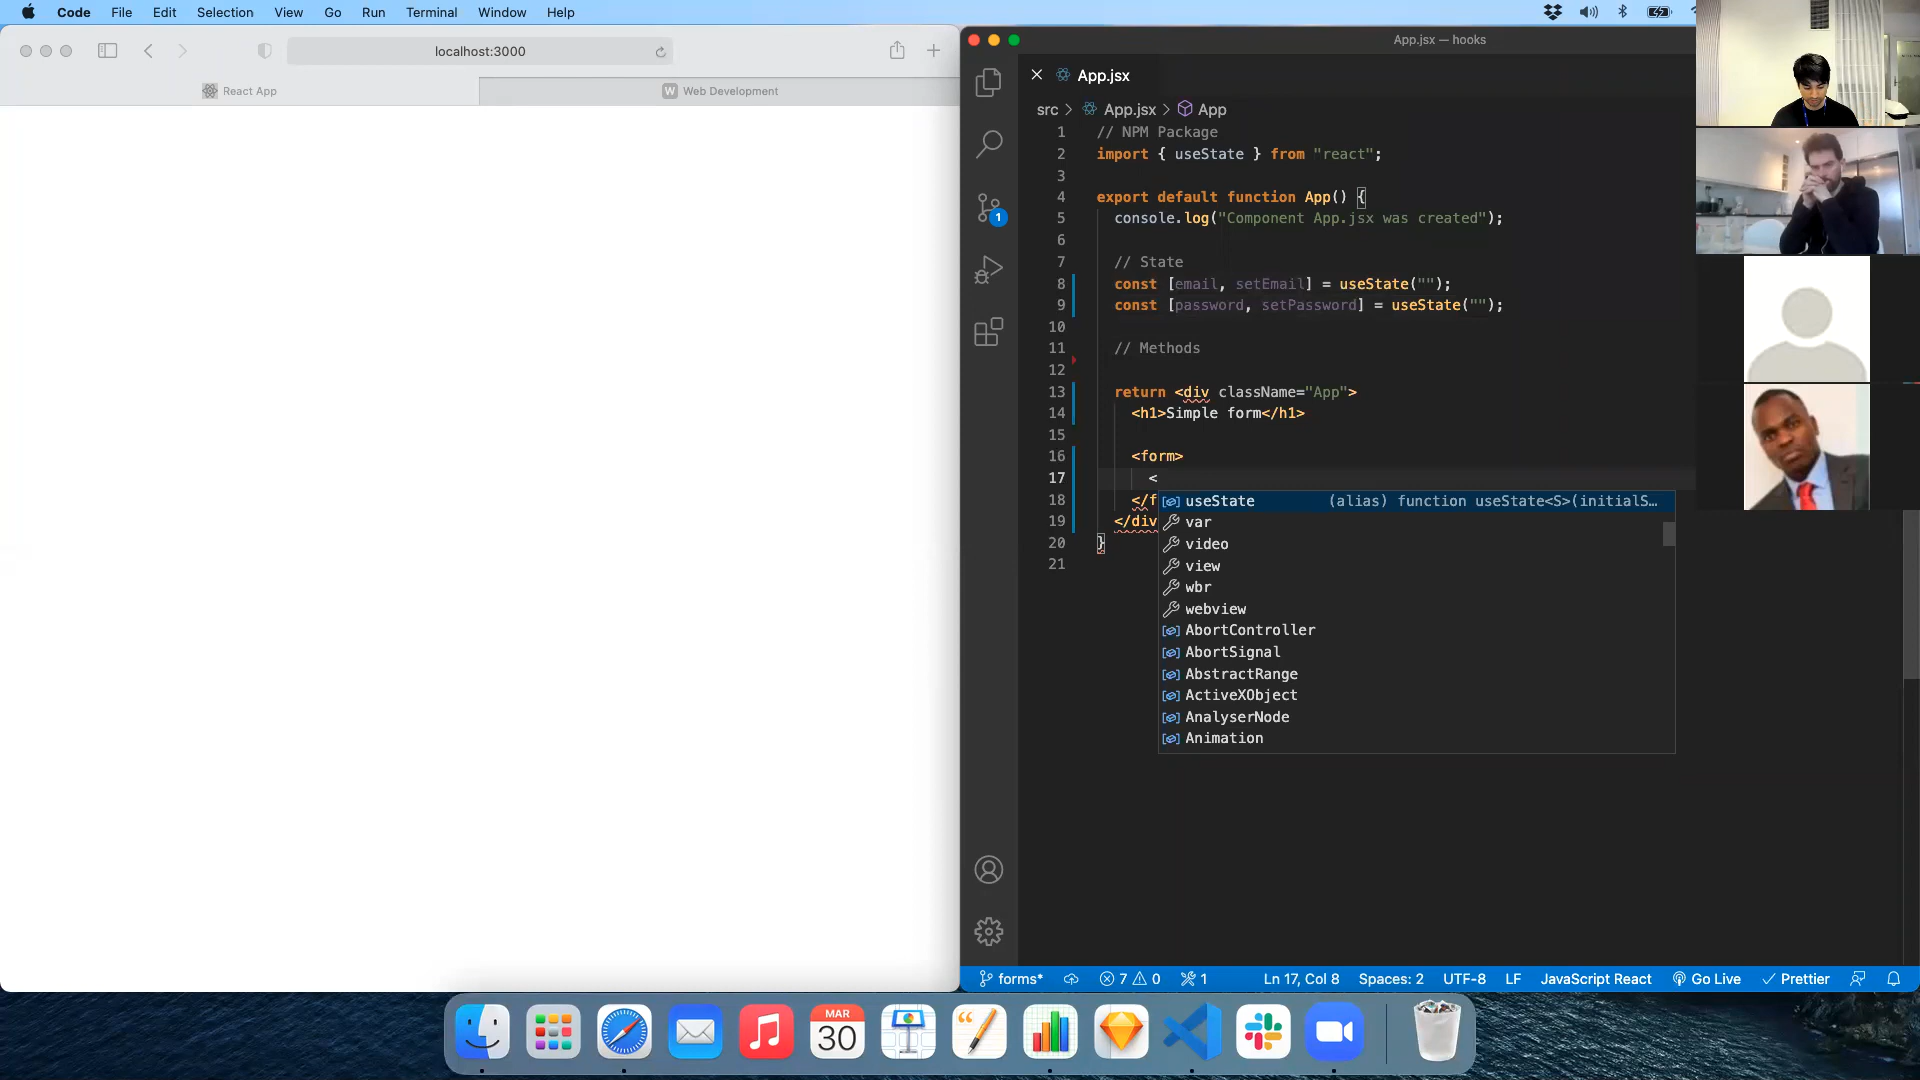 Code File Edit Selection View Go Run Terminal Window Help
localhost:3000
React App
W Web Development
App.jsx — hooks
App.jsx
src > App.jsx > App
1 // NPM Package
2 import { useState } from "react";
3
4 export default function App() {
5 console.log("Component App.jsx was created");
6
7 // State
8 const [email, setEmail] = useState("");
9 const [password, setPassword] = useState("");
10
11 // Methods
12
13 return <div className="App">
14 <h1>Simple form</h1>
15
16 <form>
17 <
18 </f
19 </div
20 }
21
useState (alias) function useState<S>(initialS…
var
video
view
wbr
webview
AbortController
AbortSignal
AbstractRange
ActiveXObject
AnalyserNode
Animation
1
forms* 7 0 1 Ln 17, Col 8 Spaces: 2 UTF-8 LF JavaScript React Go Live Prettier
MAR
30